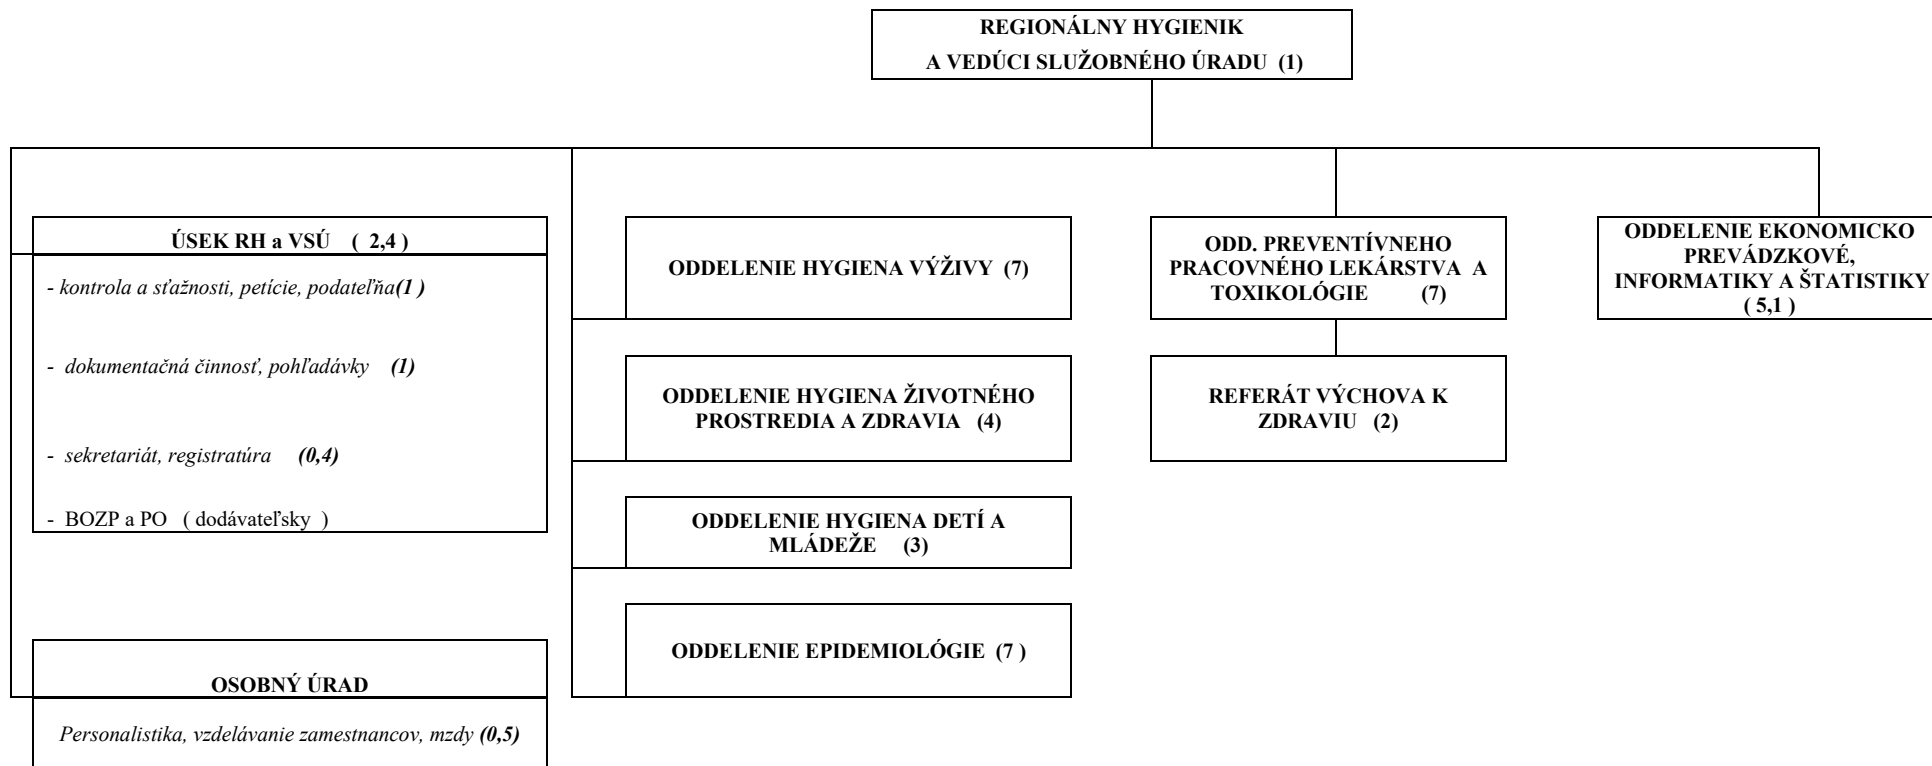 REGIONÁLNY HYGIENIK
A VEDÚCI SLUŽOBNÉHO ÚRADU (1)
ÚSEK RH a VSÚ ( 2,4 )
- kontrola a sťažnosti, petície, podateľňa(1 )
- dokumentačná činnosť, pohľadávky (1)
- sekretariát, registratúra (0,4)
- BOZP a PO ( dodávateľsky )
OSOBNÝ ÚRAD
Personalistika, vzdelávanie zamestnancov, mzdy (0,5)
ODDELENIE HYGIENA VÝŽIVY (7)
ODDELENIE HYGIENA ŽIVOTNÉHO
PROSTREDIA A ZDRAVIA (4)
ODDELENIE HYGIENA DETÍ A
MLÁDEŽE (3)
ODDELENIE EPIDEMIOLÓGIE (7 )
ODD. PREVENTÍVNEHO
PRACOVNÉHO LEKÁRSTVA A
TOXIKOLÓGIE (7)
REFERÁT VÝCHOVA K
ZDRAVIU (2)
ODDELENIE EKONOMICKO
PREVÁDZKOVÉ,
INFORMATIKY A ŠTATISTIKY
( 5,1 )